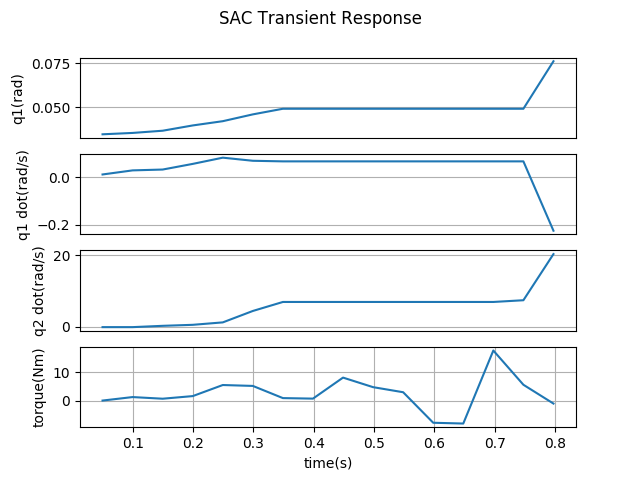 SAC Transient Response
q1(rad)
0.075
0.050
q1 dot(rad/s)
0.0
−0.2
q2 dot(rad/s)
20
0
torque(Nm)
10
0
0.1 0.2 0.3 0.4 0.5 0.6 0.7 0.8
time(s)